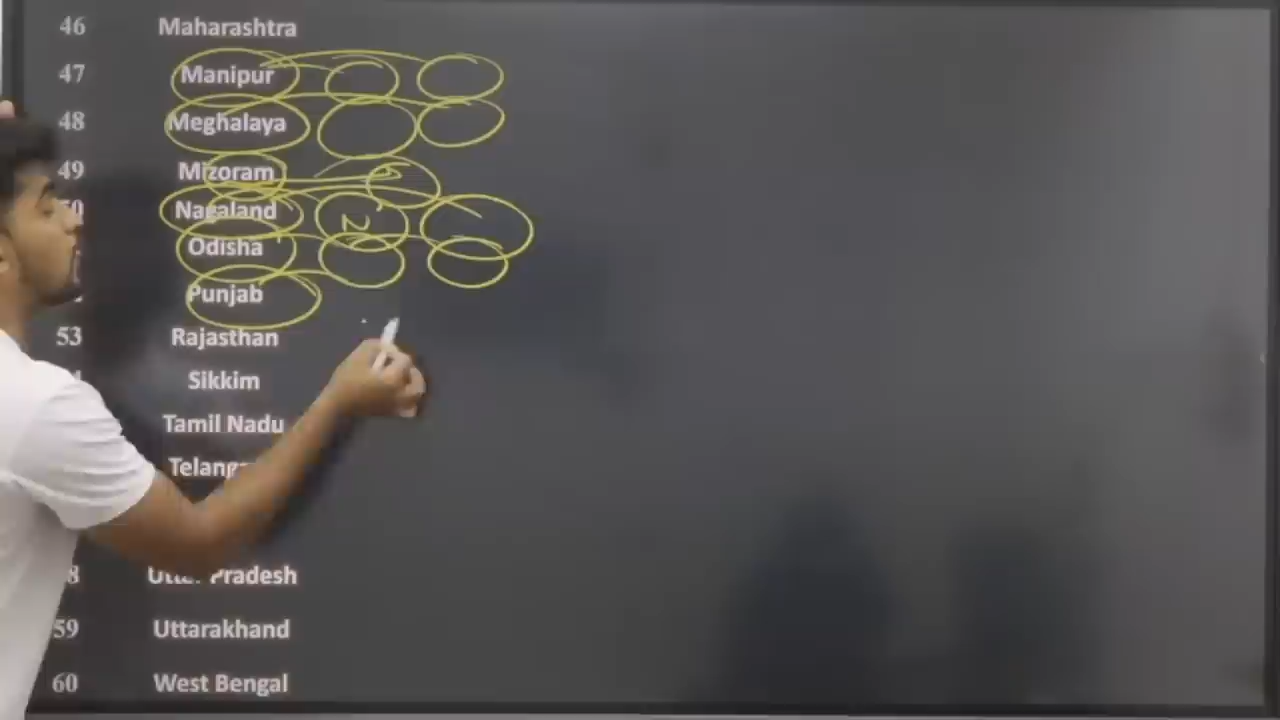 46 Maharashtra
47 Manipur
48 Meghalaya
49 Mizoram
Nagaland 2
Odisha
Punjab
53 Rajasthan
Sikkim
Tamil Nadu
59 Uttarakhand
60 West Bengal